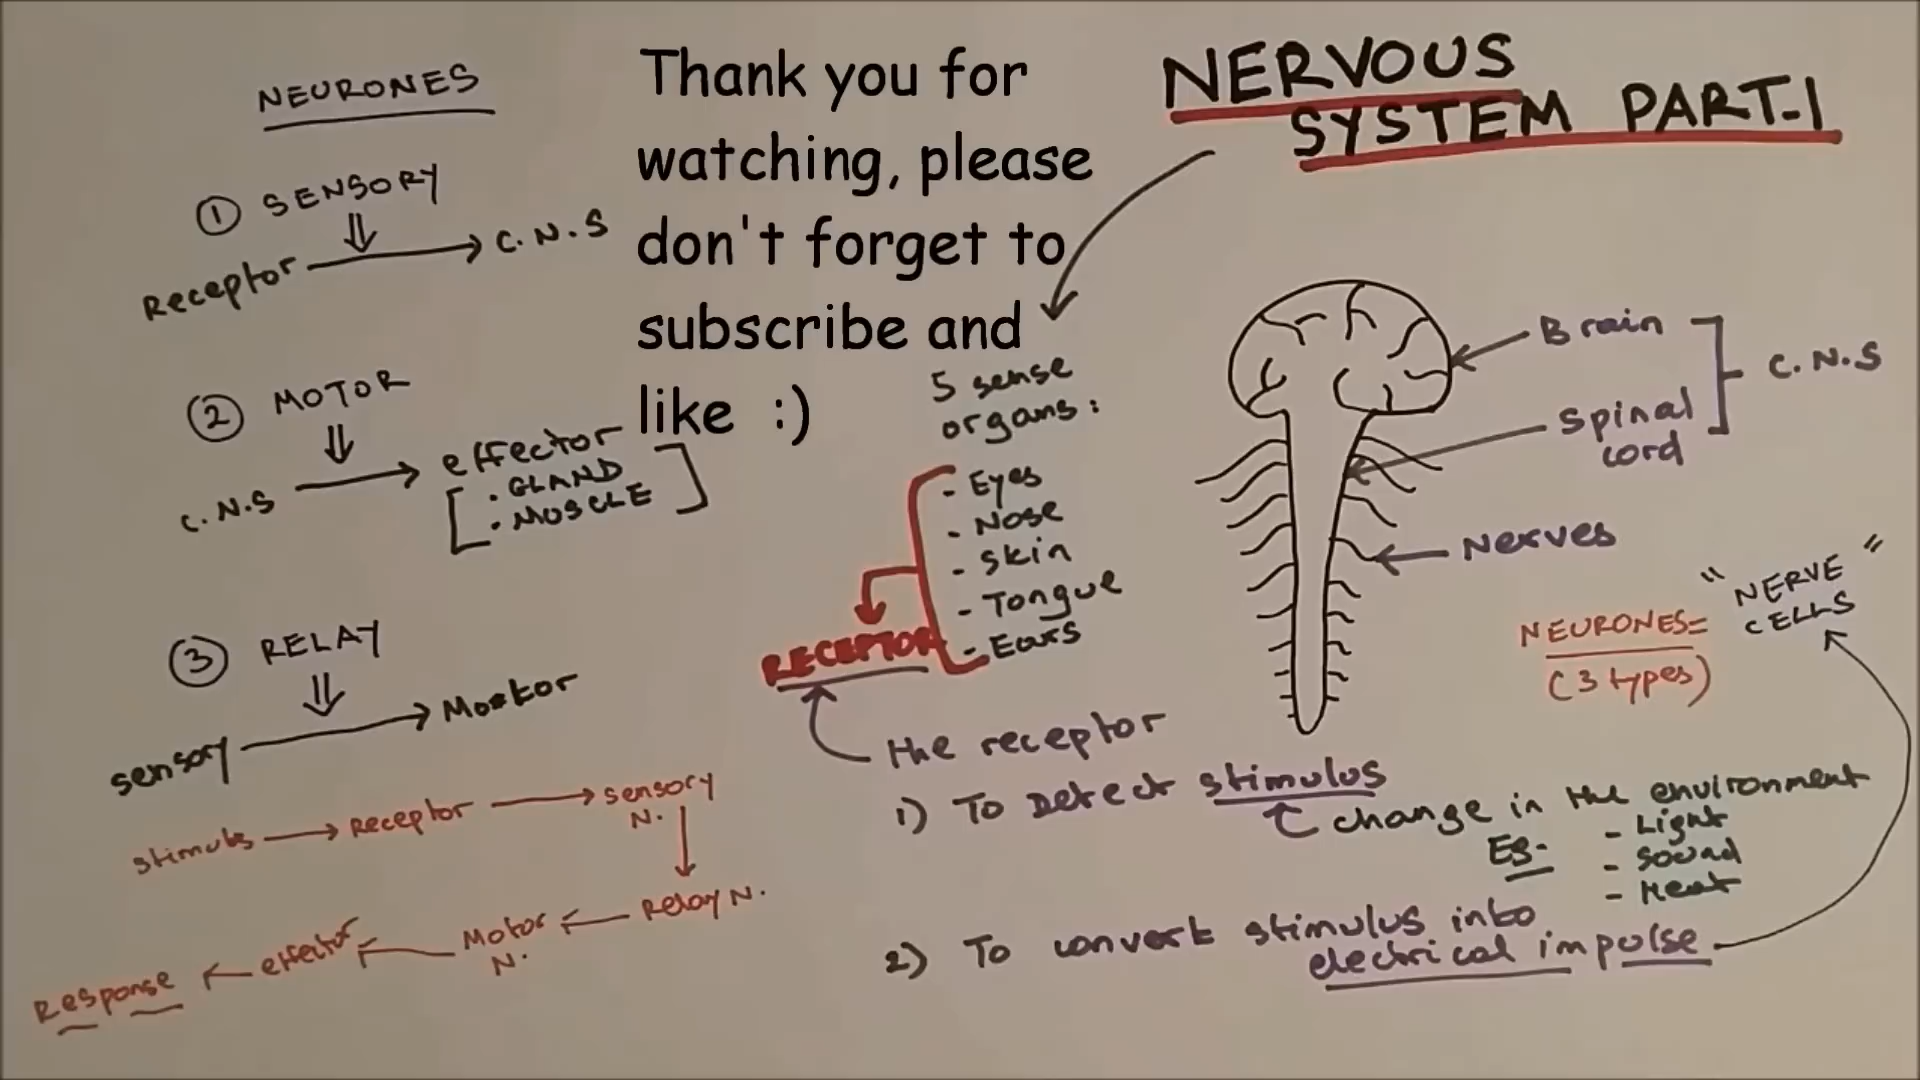 NERVOUS
SYSTEM PART-1
Thank you for
watching, please
don't forget to
subscribe and
like :)
NEURONES
① SENSORY
Receptor → C.N.S
② MOTOR
C.N.S → effector
[ . GLAND
. MUSCLE ]
③ RELAY
sensory → Motor
stimulus → Receptor → sensory
N.
Relay N.
Motor
N.
effector
Response
5 sense
organs:
- Eyes
- Nose
- Skin
- Tongue
- Ears
RECEPTOR
the receptor
1) To Detect stimulus
change in the environment
Eg.
- Light
- Sound
- Heat
2) To convert stimulus into
electrical impulse
Brain
Spinal
cord
C.N.S
Nerves
NEURONES=
(3 types)
"NERVE"
CELLS